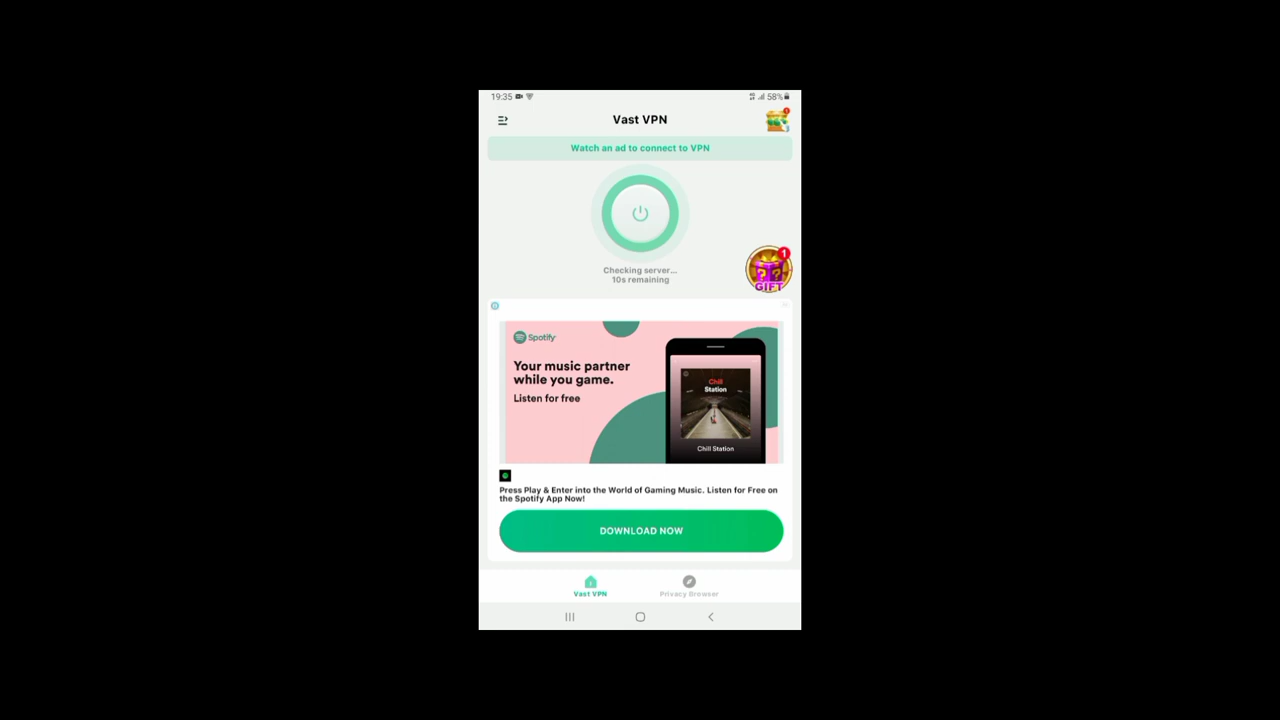 19:35
58%
Vast VPN
1
Watch an ad to connect to VPN
Checking server...
10s remaining
1
??
GIFT
Spotify
Your music partner
while you game.
Listen for free
Chill
Station
Chill Station
Press Play & Enter into the World of Gaming Music. Listen for Free on
the Spotify App Now!
DOWNLOAD NOW
Vast VPN
Privacy Browser